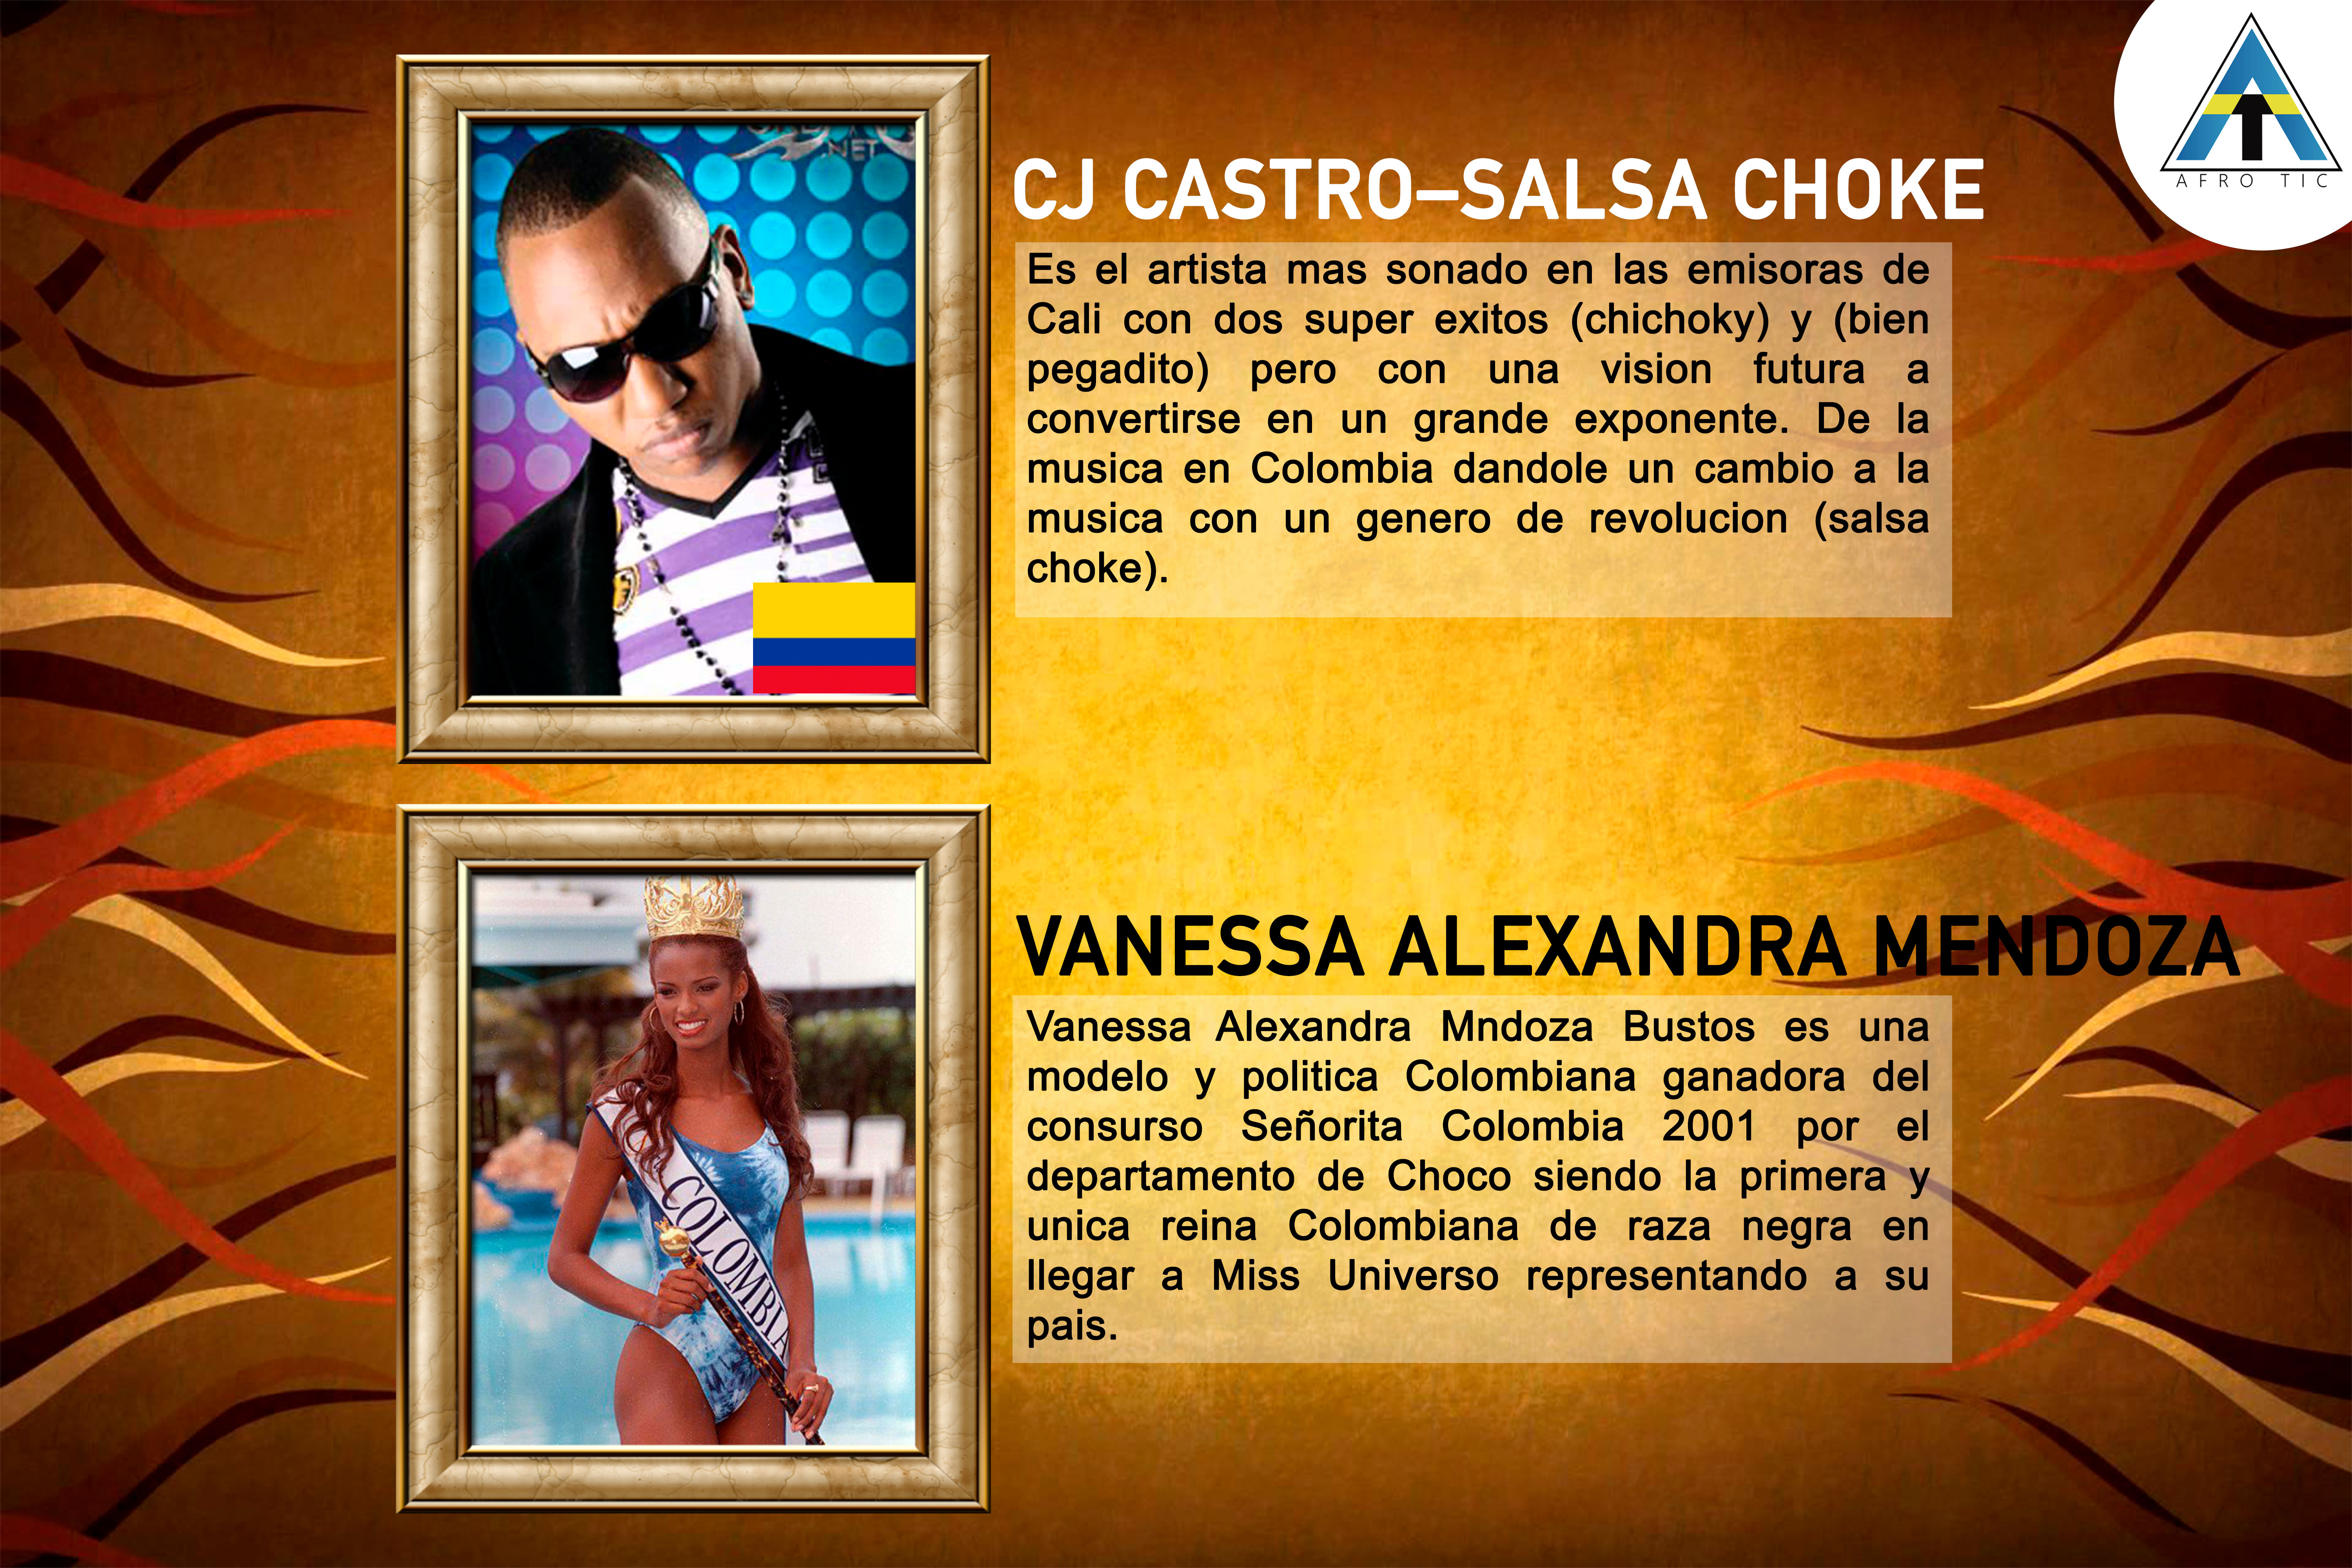 AFRO TIC
.NET
CJ CASTRO–SALSA CHOKE
Es el artista mas sonado en las emisoras de
Cali con dos super exitos (chichoky) y (bien
pegadito) pero con una vision futura a
convertirse en un grande exponente. De la
musica en Colombia dandole un cambio a la
musica con un genero de revolucion (salsa
choke).
VANESSA ALEXANDRA MENDOZA
Vanessa Alexandra Mndoza Bustos es una
modelo y politica Colombiana ganadora del
consurso Señorita Colombia 2001 por el
departamento de Choco siendo la primera y
unica reina Colombiana de raza negra en
llegar a Miss Universo representando a su
pais.
COLOMBIA